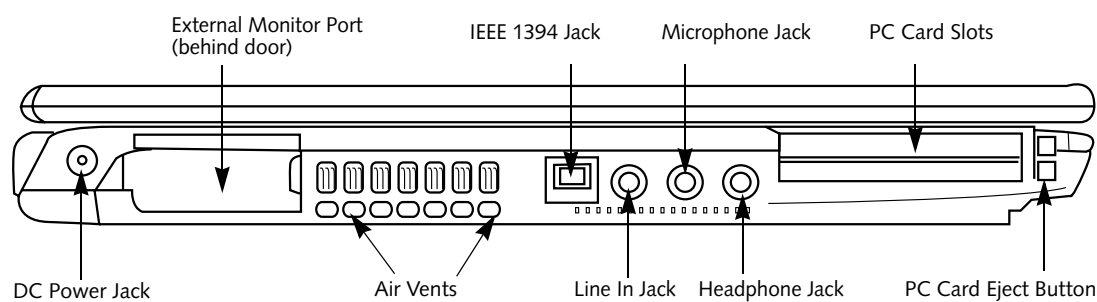 External Monitor Port
(behind door)
IEEE 1394 Jack
Microphone Jack
PC Card Slots
DC Power Jack
Air Vents
Line In Jack
Headphone Jack
PC Card Eject Button